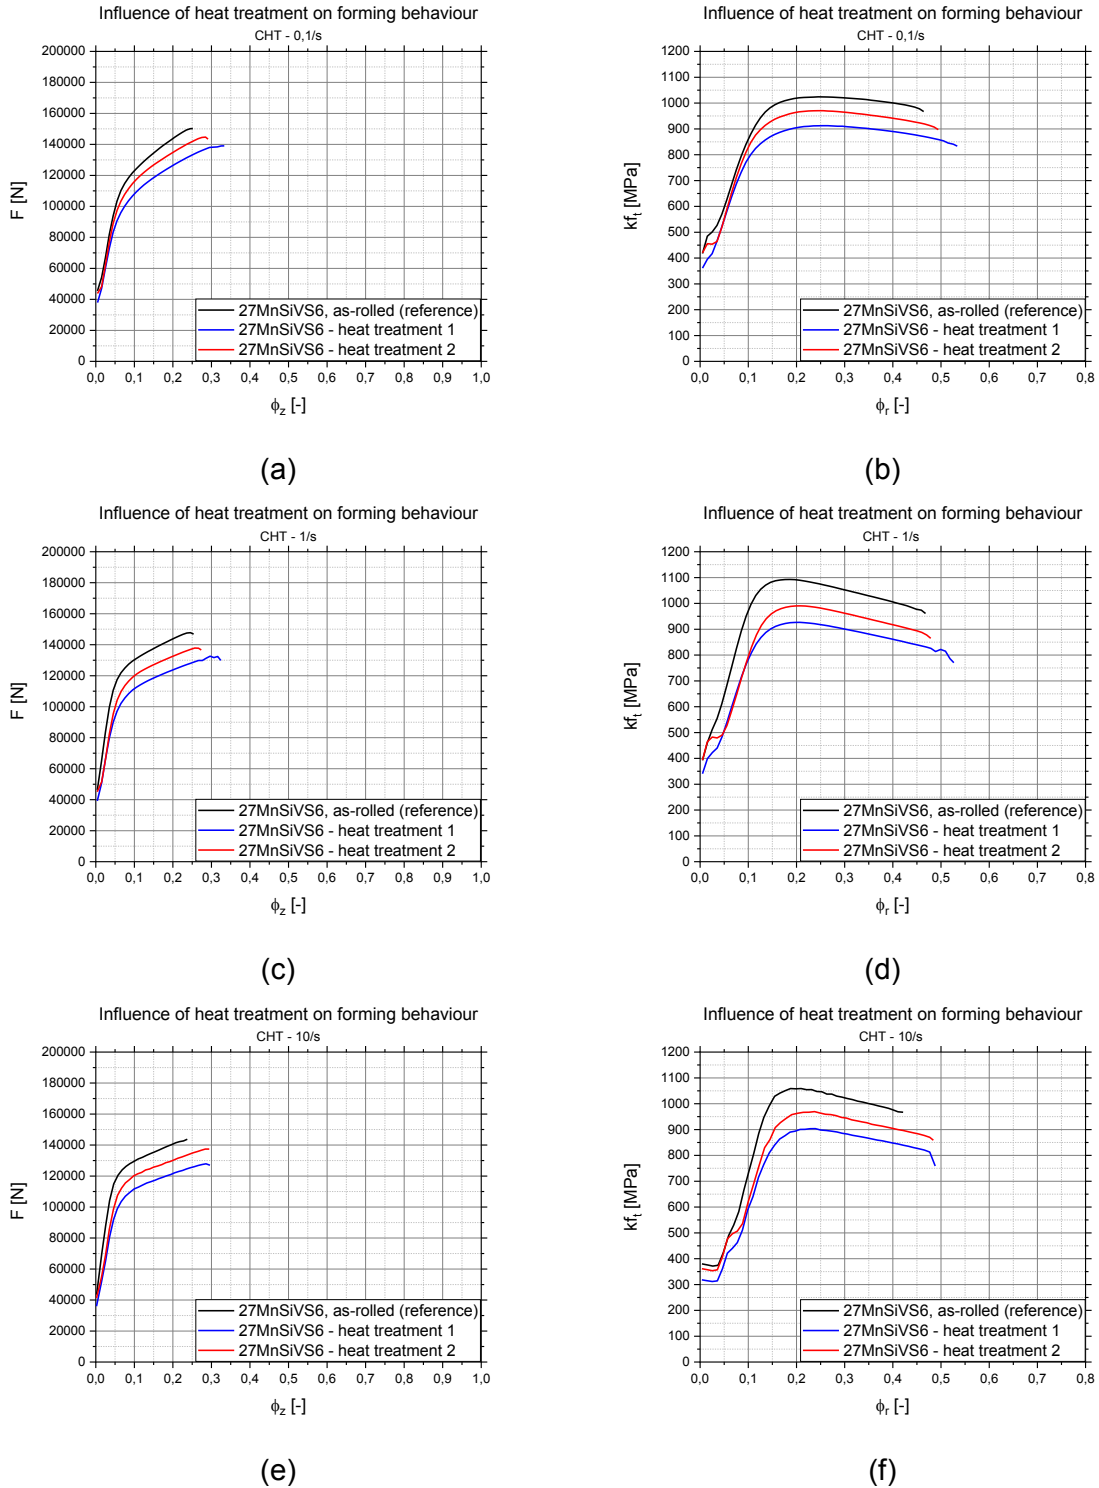 Influence of heat treatment on forming behaviour
CHT - 0,1/s
F [N]
200000
180000
160000
140000
120000
100000
80000
60000
40000
20000
0
27MnSiVS6, as-rolled (reference)
27MnSiVS6 - heat treatment 1
27MnSiVS6 - heat treatment 2
0,0 0,1 0,2 0,3 0,4 0,5 0,6 0,7 0,8 0,9 1,0
ϕz [-]
(a)
Influence of heat treatment on forming behaviour
CHT - 0,1/s
kft [MPa]
1200
1100
1000
900
800
700
600
500
400
300
200
100
0
27MnSiVS6, as-rolled (reference)
27MnSiVS6 - heat treatment 1
27MnSiVS6 - heat treatment 2
0,0 0,1 0,2 0,3 0,4 0,5 0,6 0,7 0,8
ϕr [-]
(b)
Influence of heat treatment on forming behaviour
CHT - 1/s
F [N]
200000
180000
160000
140000
120000
100000
80000
60000
40000
20000
0
27MnSiVS6, as-rolled (reference)
27MnSiVS6 - heat treatment 1
27MnSiVS6 - heat treatment 2
0,0 0,1 0,2 0,3 0,4 0,5 0,6 0,7 0,8 0,9 1,0
ϕz [-]
(c)
Influence of heat treatment on forming behaviour
CHT - 1/s
kft [MPa]
1200
1100
1000
900
800
700
600
500
400
300
200
100
0
27MnSiVS6, as-rolled (reference)
27MnSiVS6 - heat treatment 1
27MnSiVS6 - heat treatment 2
0,0 0,1 0,2 0,3 0,4 0,5 0,6 0,7 0,8
ϕr [-]
(d)
Influence of heat treatment on forming behaviour
CHT - 10/s
F [N]
200000
180000
160000
140000
120000
100000
80000
60000
40000
20000
0
27MnSiVS6, as-rolled (reference)
27MnSiVS6 - heat treatment 1
27MnSiVS6 - heat treatment 2
0,0 0,1 0,2 0,3 0,4 0,5 0,6 0,7 0,8 0,9 1,0
ϕz [-]
(e)
Influence of heat treatment on forming behaviour
CHT - 10/s
kft [MPa]
1200
1100
1000
900
800
700
600
500
400
300
200
100
0
27MnSiVS6, as-rolled (reference)
27MnSiVS6 - heat treatment 1
27MnSiVS6 - heat treatment 2
0,0 0,1 0,2 0,3 0,4 0,5 0,6 0,7 0,8
ϕr [-]
(f)